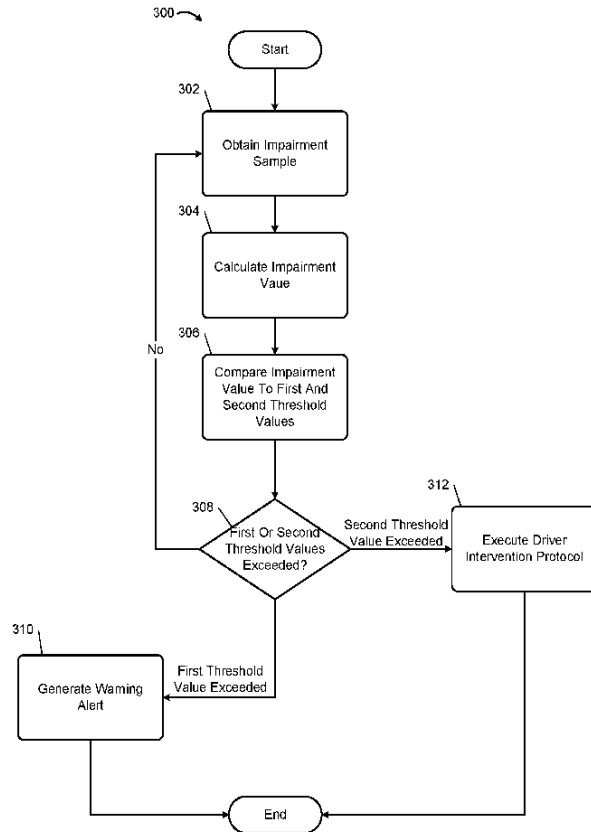 300
Start
302
Obtain Impairment
Sample
304
Calculate Impairment
Vaue
306
Compare Impairment
Value To First And
Second Threshold
Values
No
308
First Or Second
Threshold Values
Exceeded?
Second Threshold
Value Exceeded
312
Execute Driver
Intervention Protocol
310
Generate Warning
Alert
First Threshold
Value Exceeded
End